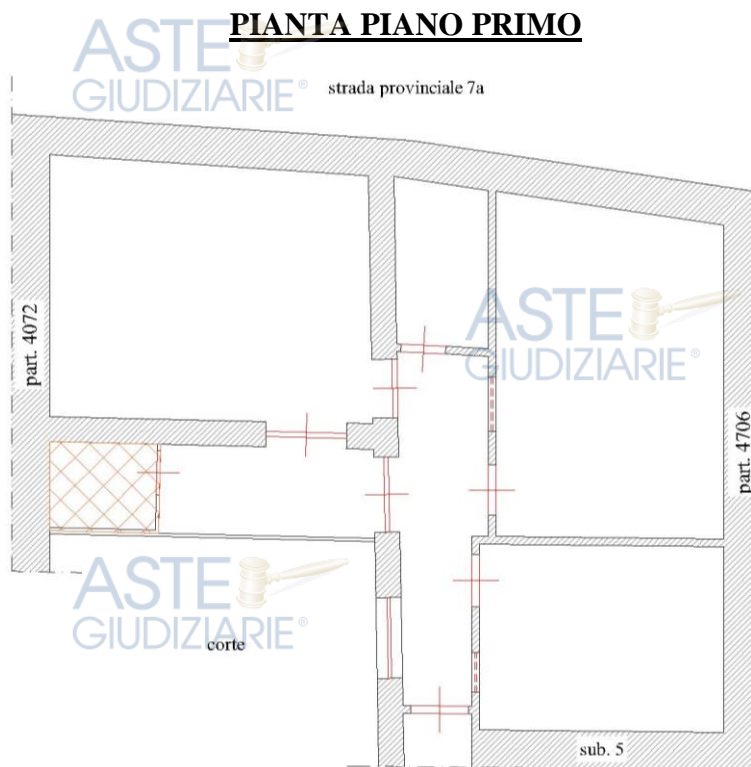 PIANTA PIANO PRIMO
ASTE
GIUDIZIARIE®
strada provinciale 7a
part. 4072
ASTE
GIUDIZIARIE®
part. 4706
ASTE
GIUDIZIARIE®
corte
sub. 5